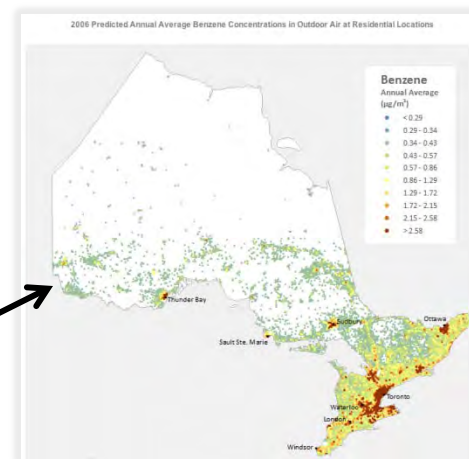 2006 Predicted Annual Average Benzene Concentrations in Outdoor Air at Residential Locations
Benzene
Annual Average
(µg/m³)
< 0.29
0.29 - 0.34
0.34 - 0.43
0.43 - 0.57
0.57 - 0.86
0.86 - 1.29
1.29 - 1.72
1.72 - 2.15
2.15 - 2.58
> 2.58
Thunder Bay
Sudbury
Ottawa
Sault Ste. Marie
Toronto
Waterloo
London
Windsor